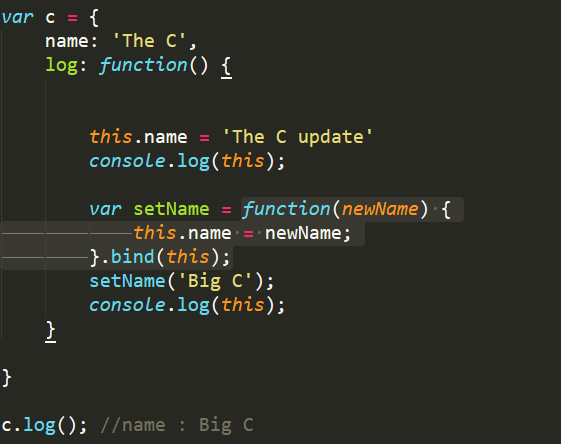 var c = {
    name: 'The C',
    log: function() {
        this.name = 'The C update'
        console.log(this);
        var setName = function(newName) {
            this.name = newName;
        }.bind(this);
        setName('Big C');
        console.log(this);
    }
}
c.log(); //name : Big C